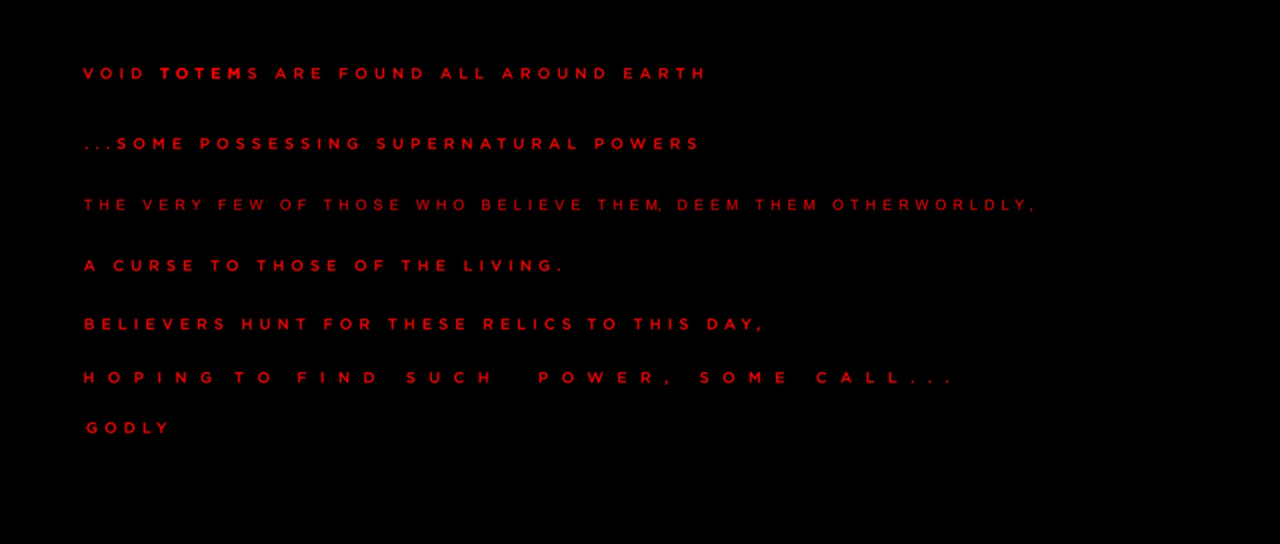 VOID TOTEMS ARE FOUND ALL AROUND EARTH
...SOME POSSESSING SUPERNATURAL POWERS
THE VERY FEW OF THOSE WHO BELIEVE THEM, DEEM THEM OTHERWORLDLY,
A CURSE TO THOSE OF THE LIVING.
BELIEVERS HUNT FOR THESE RELICS TO THIS DAY,
HOPING TO FIND SUCH POWER, SOME CALL...
GODLY